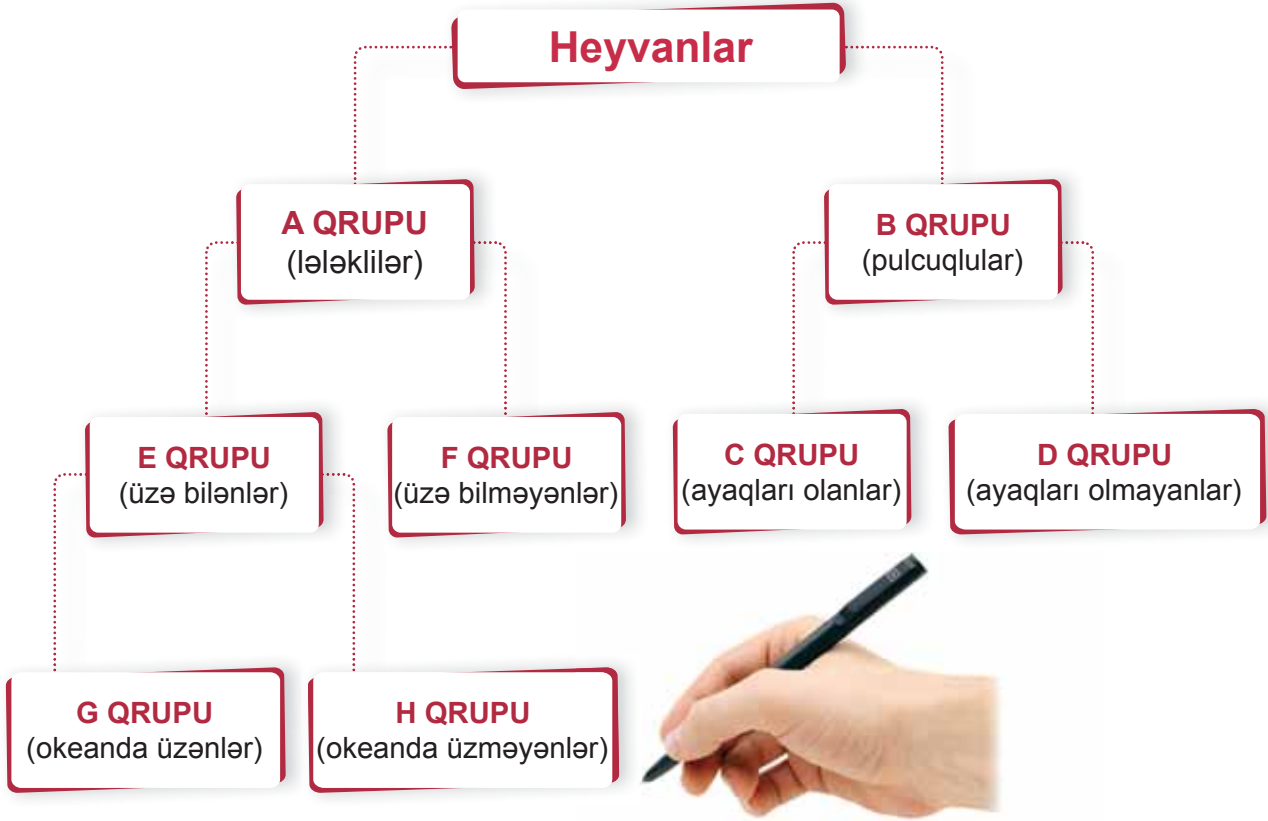 Heyvanlar
A QRUPU
(lələklilər)
B QRUPU
(pulcuqlular)
E QRUPU
(üzə bilənlər)
F QRUPU
(üzə bilməyənlər)
C QRUPU
(ayaqları olanlar)
D QRUPU
(ayaqları olmayanlar)
G QRUPU
(okeanda üzənlər)
H QRUPU
(okeanda üzməyənlər)